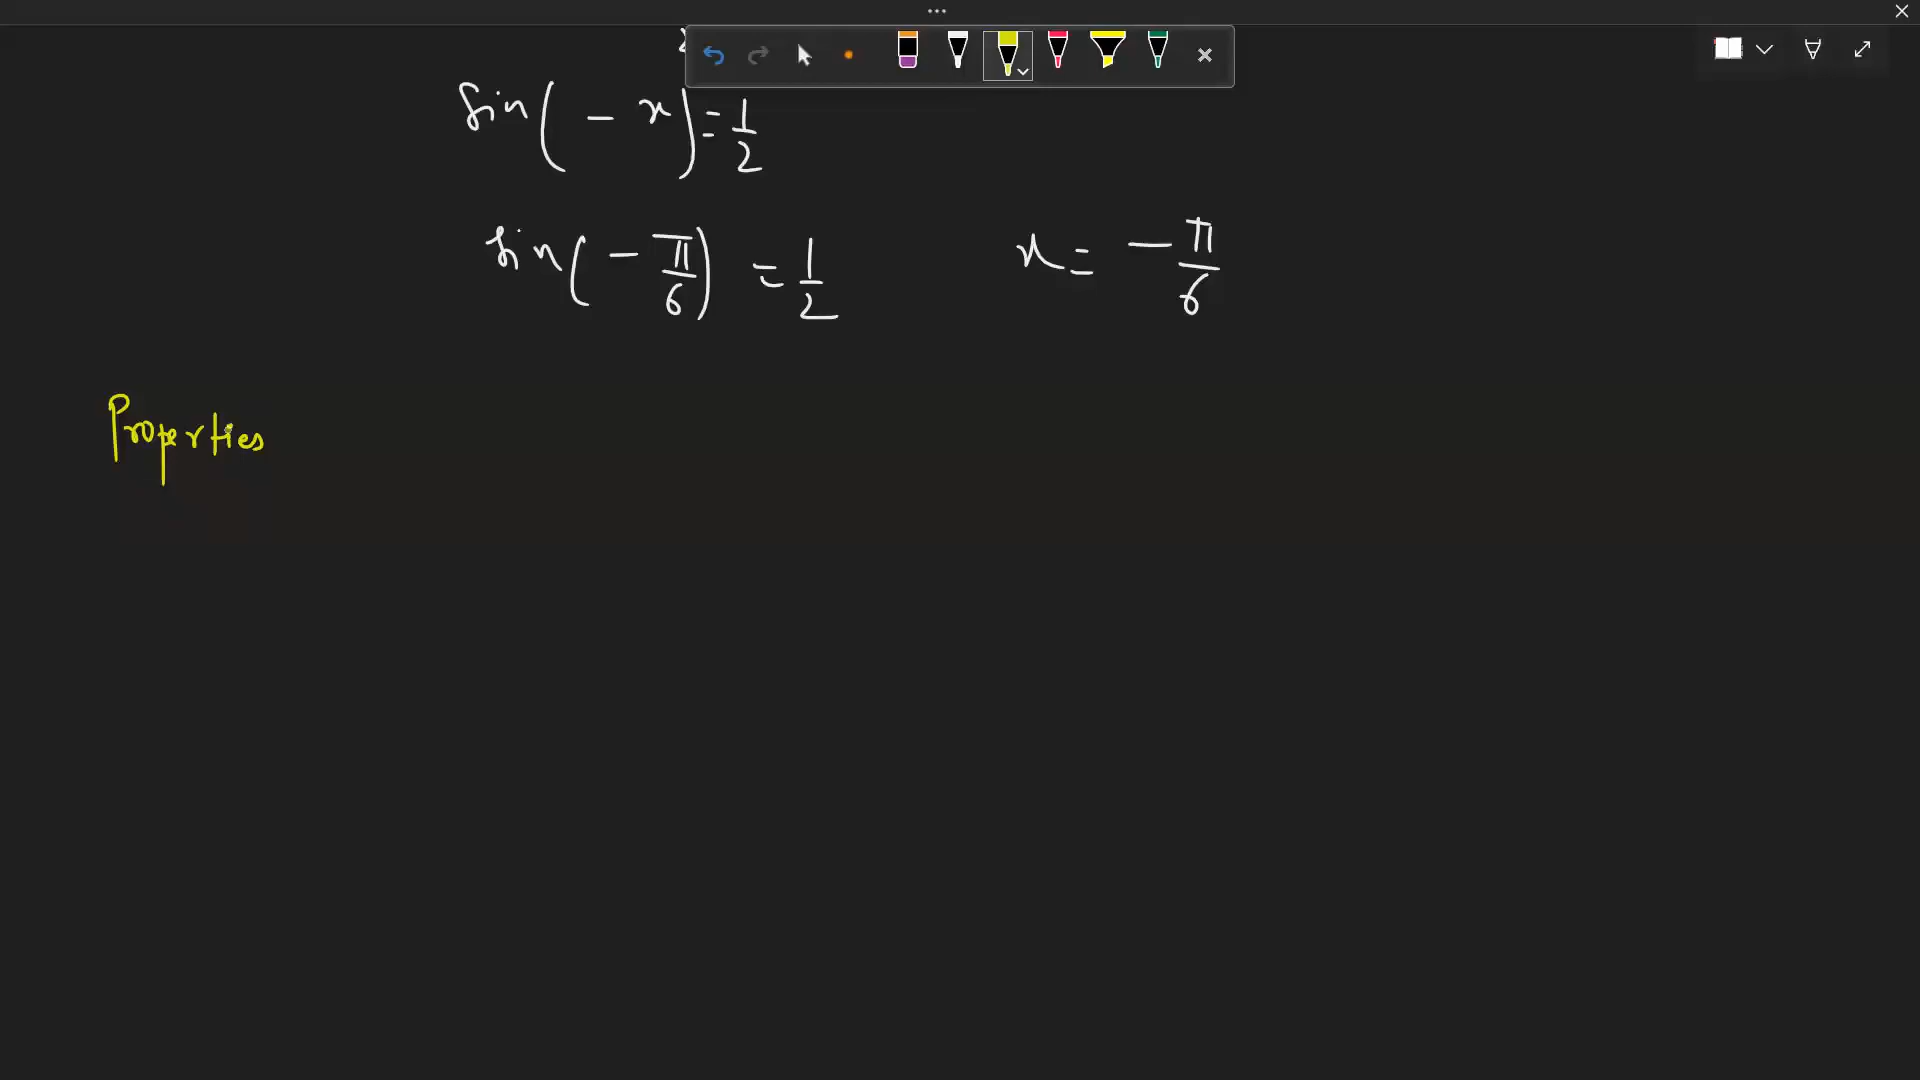 sin(-x)=1/2
sin(-π/6) = 1/2 x = -π/6
Properties